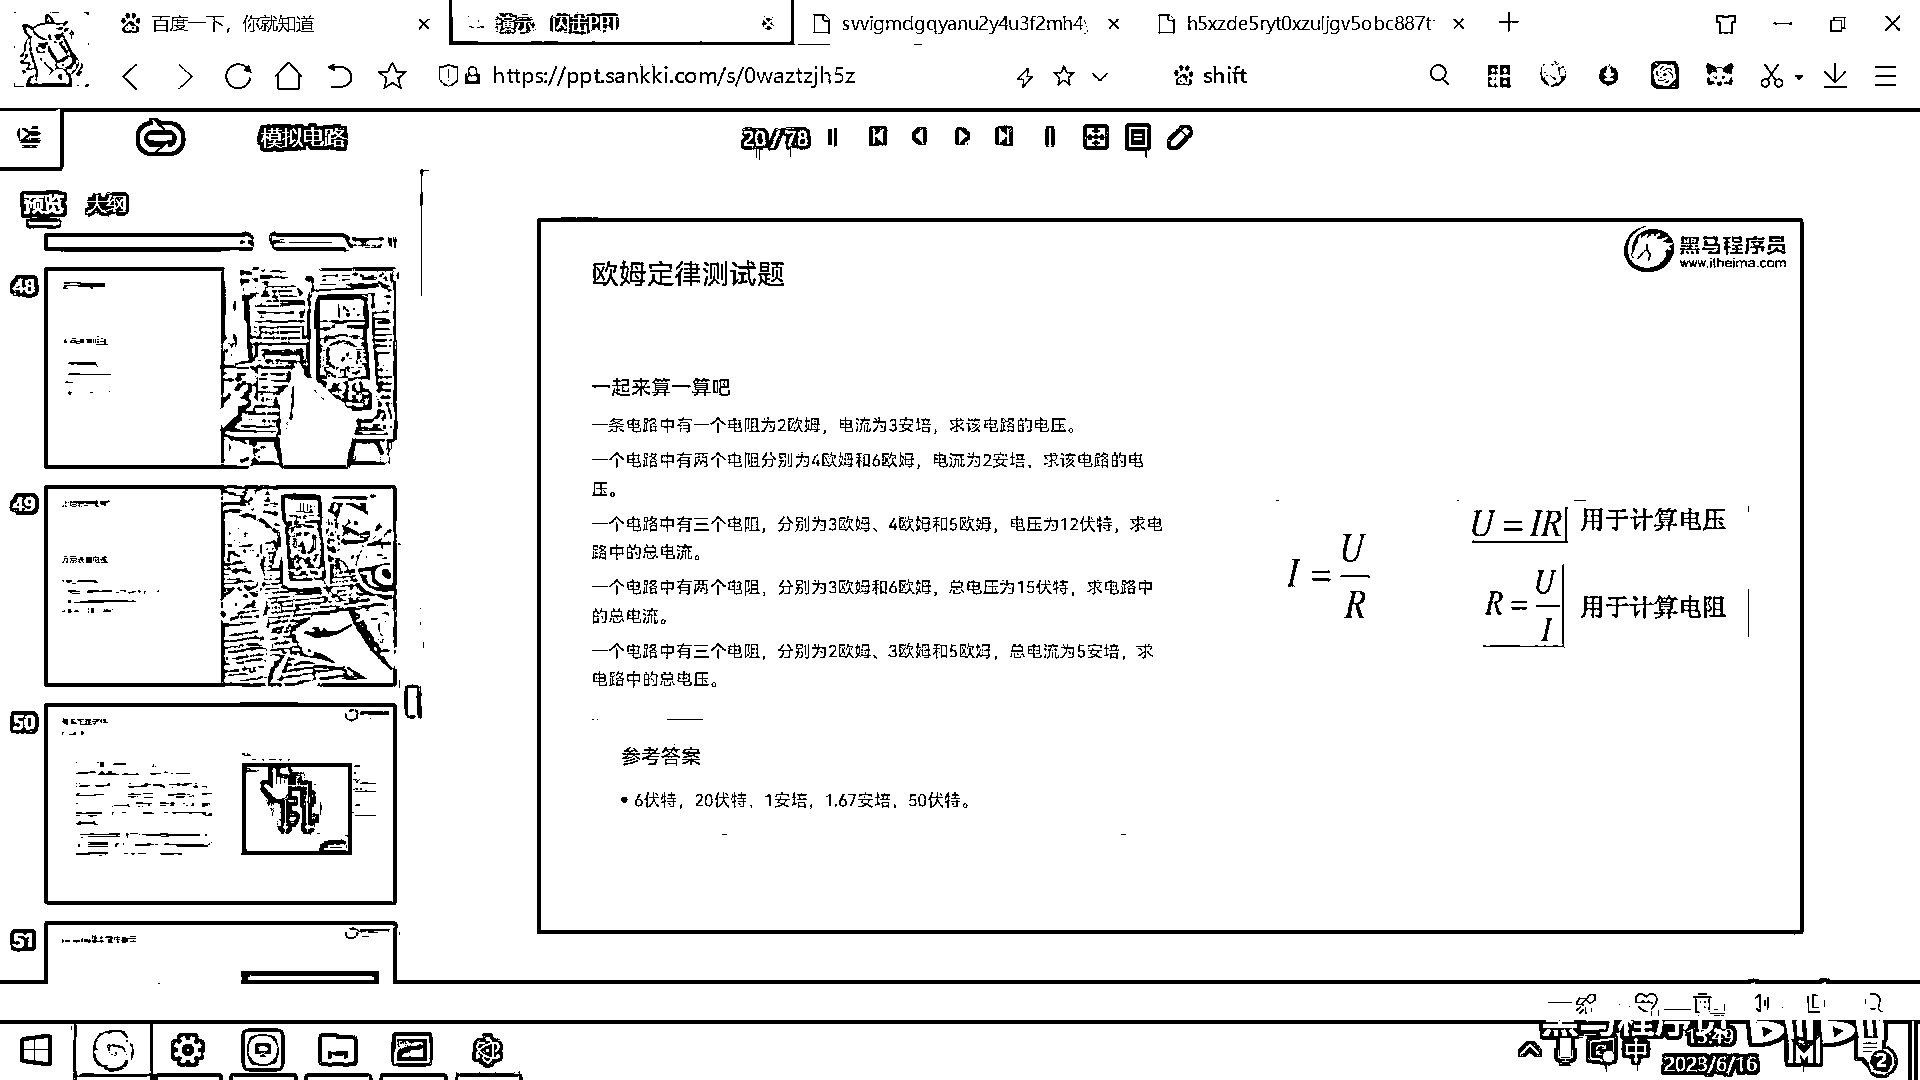 百度一下，你就知道
演示
闪击PPT
https://ppt.sankki.com/s/0waztzjh5z
shift
模拟电路
20/78
预览 大纲
48
49
50
51
黑马程序员
www.itheima.com
欧姆定律测试题
一起来算一算吧
一条电路中有一个电阻为2欧姆，电流为3安培，求该电路的电压。
一个电路中有两个电阻分别为4欧姆和6欧姆，电流为2安培，求该电路的电
压。
一个电路中有三个电阻，分别为3欧姆、4欧姆和5欧姆，电压为12伏特，求电
路中的总电流。
一个电路中有两个电阻，分别为3欧姆和6欧姆，总电压为15伏特，求电路中
的总电流。
一个电路中有三个电阻，分别为2欧姆、3欧姆和5欧姆，总电流为5安培，求
电路中的总电压。
参考答案
• 6伏特，20伏特，1安培，1.67安培，50伏特。
I = U/R
U = IR 用于计算电压
R = U/I 用于计算电阻
中
15:49
2023/6/16
2